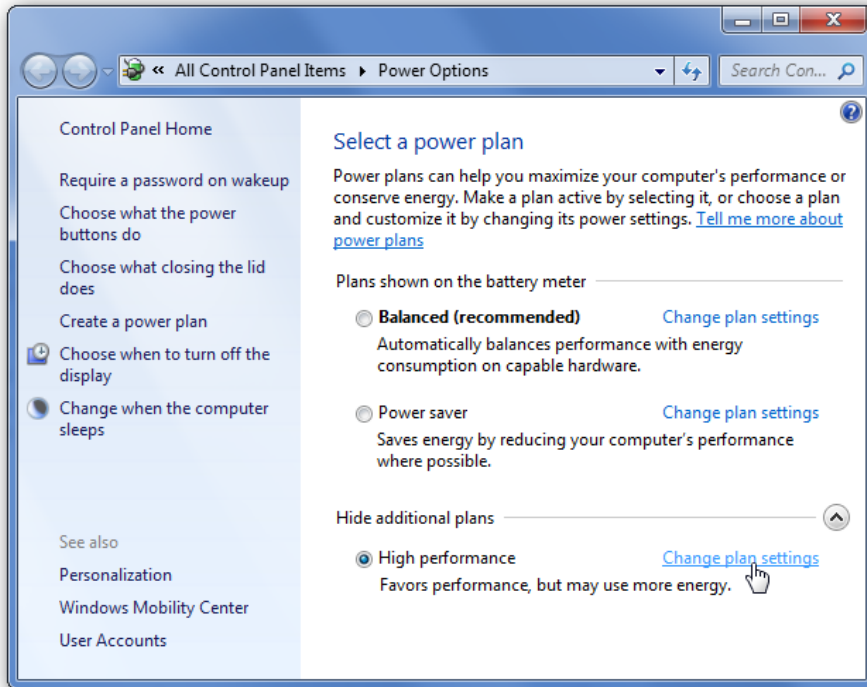 « All Control Panel Items ▸ Power Options
Search Con...
Control Panel Home
Require a password on wakeup
Choose what the power
buttons do
Choose what closing the lid
does
Create a power plan
Choose when to turn off the
display
Change when the computer
sleeps
See also
Personalization
Windows Mobility Center
User Accounts
Select a power plan
Power plans can help you maximize your computer's performance or
conserve energy. Make a plan active by selecting it, or choose a plan
and customize it by changing its power settings. Tell me more about
power plans
Plans shown on the battery meter
Balanced (recommended) Change plan settings
Automatically balances performance with energy
consumption on capable hardware.
Power saver Change plan settings
Saves energy by reducing your computer's performance
where possible.
Hide additional plans
High performance Change plan settings
Favors performance, but may use more energy.